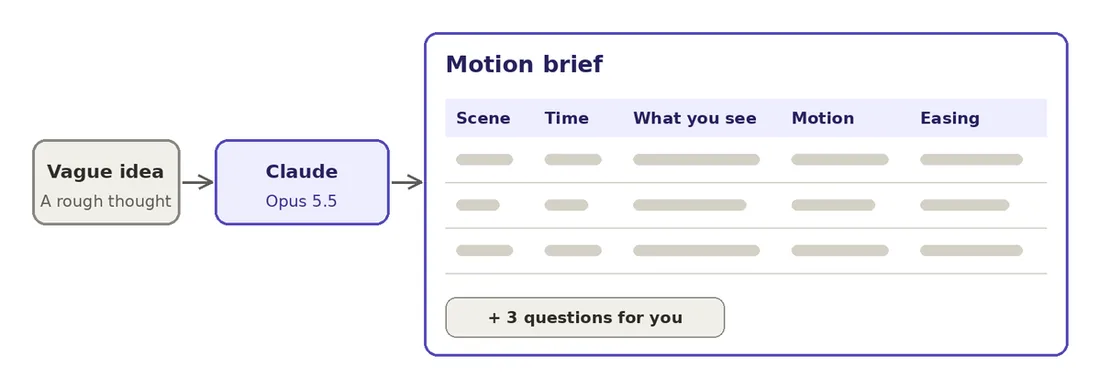 Motion brief
Scene Time What you see Motion Easing
Vague idea
A rough thought
Claude
Opus 5.5
+ 3 questions for you